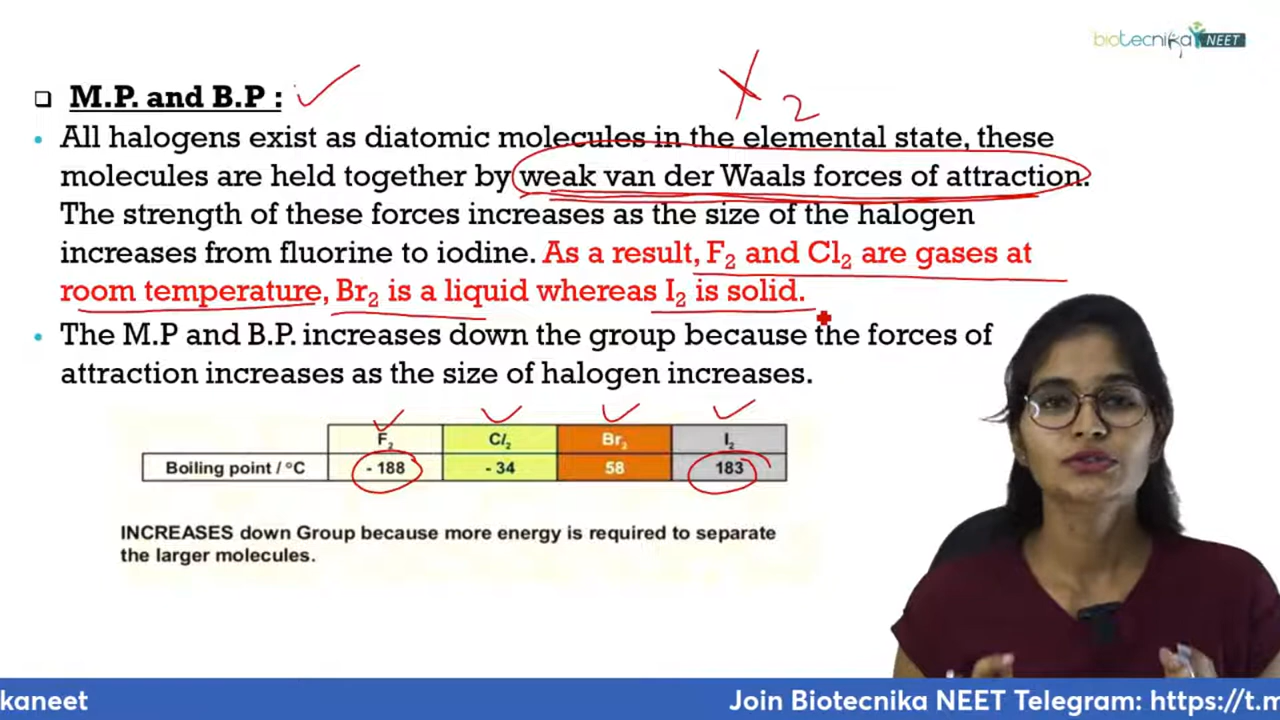 biotecnika NEET
❑ M.P. and B.P :
X₂
• All halogens exist as diatomic molecules in the elemental state, these
molecules are held together by weak van der Waals forces of attraction.
The strength of these forces increases as the size of the halogen
increases from fluorine to iodine. As a result, F₂ and Cl₂ are gases at
room temperature, Br₂ is a liquid whereas I₂ is solid.
• The M.P and B.P. increases down the group because the forces of
attraction increases as the size of halogen increases.
F₂ Cl₂ Br₂ I₂
Boiling point / °C - 188 - 34 58 183
INCREASES down Group because more energy is required to separate
the larger molecules.
kaneet Join Biotecnika NEET Telegram: https://t.m